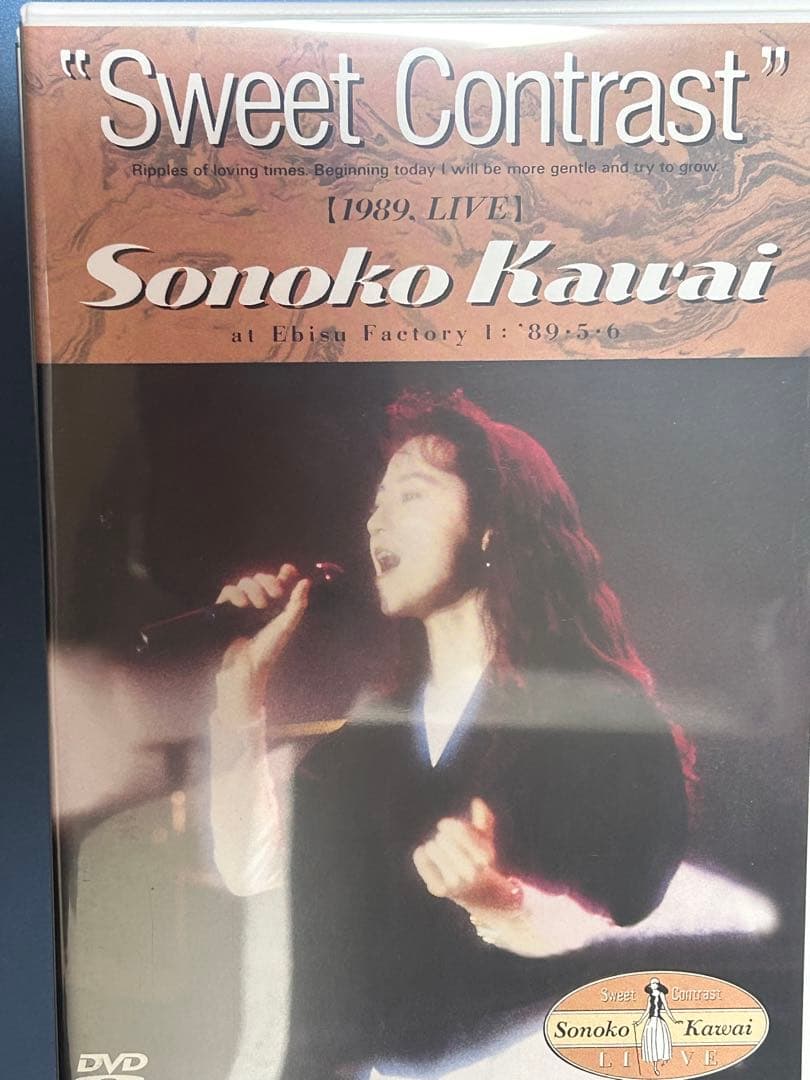 “Sweet Contrast”
Ripples of loving times. Beginning today I will be more gentle and try to grow.
【1989, LIVE】
Sonoko Kawai
at Ebisu Factory I : '89・5・6
Sweet Contrast
Sonoko Kawai
LIVE
DVD